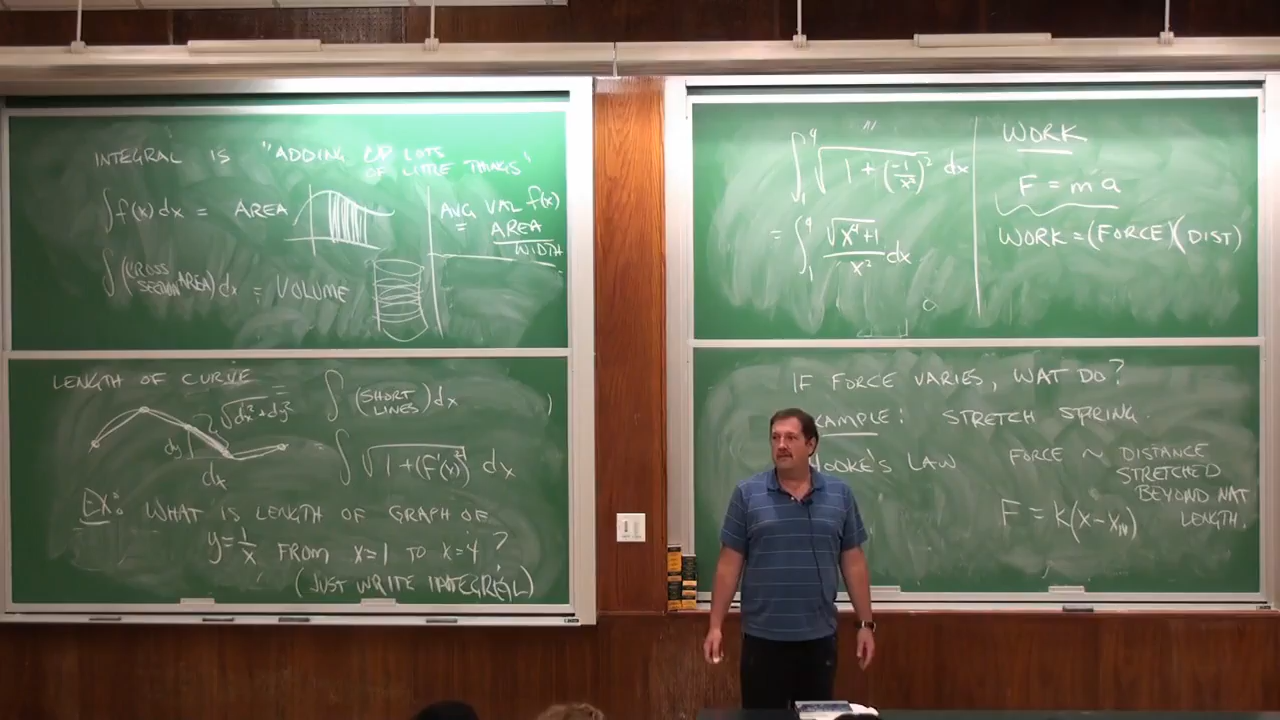 INTEGRAL IS "ADDING UP LOTS
OF LITTLE THINGS"
∫f(x)dx = AREA
AVG VAL f(x)
= AREA
WIDTH
∫(CROSS SECTION AREA)dx = VOLUME
LENGTH OF CURVE
√dx²+dy²
dy
dx
∫(SHORT LINES)dx
∫√1+(f'(x))² dx
EX: WHAT IS LENGTH OF GRAPH OF
y=1/x FROM x=1 TO x=4?
(JUST WRITE INTEGRAL)
∫₁⁴ √1+(-1/x²)² dx
= ∫₁⁴ √x⁴+1/x² dx
WORK
F = ma
WORK = (FORCE)(DIST)
IF FORCE VARIES, WAT DO?
XAMPLE: STRETCH SPRING.
OOKE'S LAW FORCE ~ DISTANCE
STRETCHED
BEYOND NAT
LENGTH.